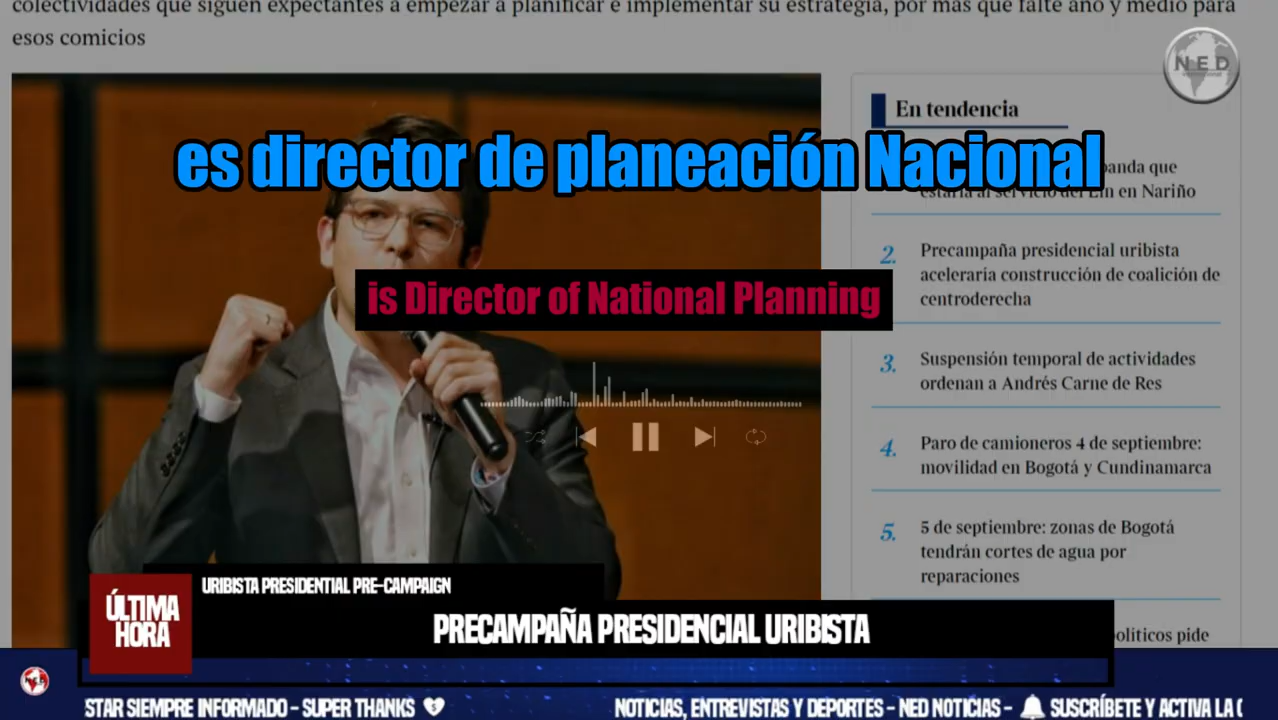 colectividades que siguen expectantes a empezar a planificar e implementar su estrategia, por más que falte año y medio para
esos comicios
NED
En tendencia
es director de planeación Nacional
banda que
estaría al servicio del Eln en Nariño
2. Precampaña presidencial uribista
aceleraría construcción de coalición de
centroderecha
is Director of National Planning
3. Suspensión temporal de actividades
ordenan a Andrés Carne de Res
4. Paro de camioneros 4 de septiembre:
movilidad en Bogotá y Cundinamarca
5. 5 de septiembre: zonas de Bogotá
tendrán cortes de agua por
reparaciones
políticos pide
ÚLTIMA
HORA
URIBISTA PRESIDENTIAL PRE-CAMPAIGN
PRECAMPAÑA PRESIDENCIAL URIBISTA
STAR SIEMPRE INFORMADO - SUPER THANKS
NOTICIAS, ENTREVISTAS Y DEPORTES - NED NOTICIAS -
SUSCRÍBETE Y ACTIVA LA